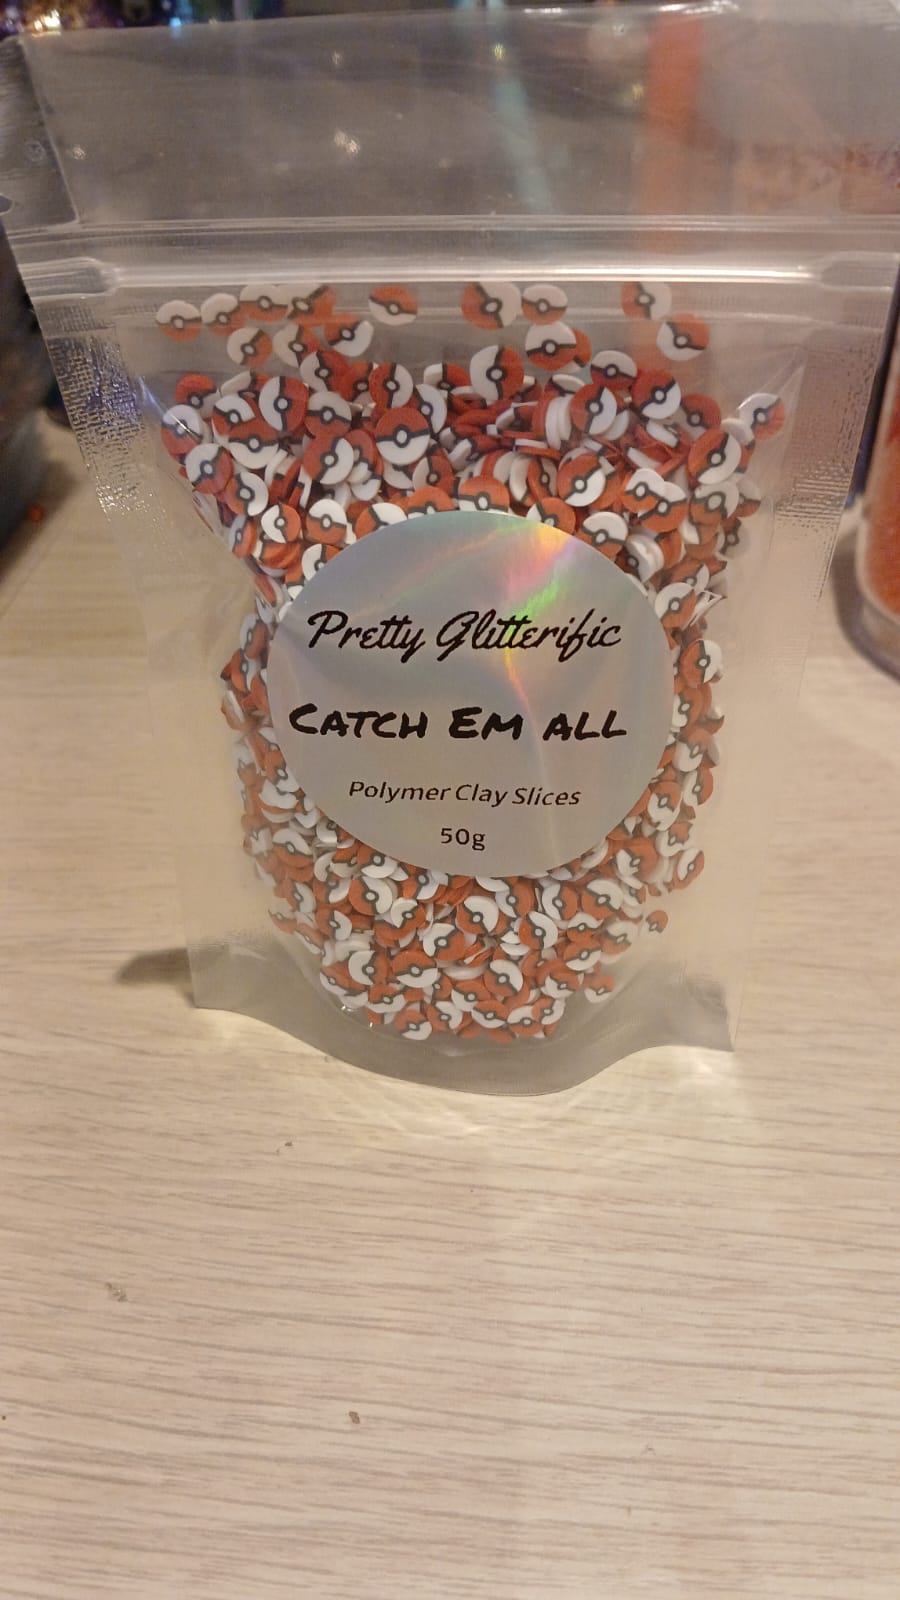 Pretty Glitterific
CATCH EM ALL
Polymer Clay Slices
50g